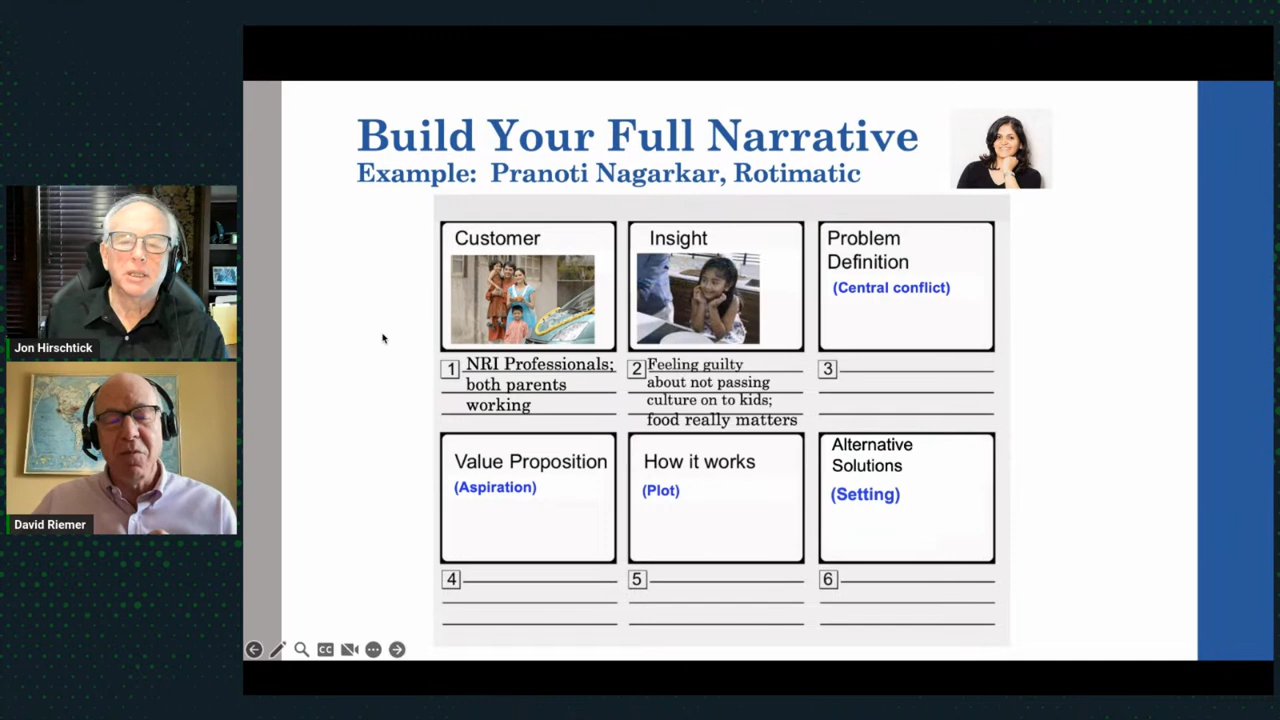 Build Your Full Narrative
Example: Pranoti Nagarkar, Rotimatic
Customer
Insight
Problem
Definition
(Central conflict)
1
NRI Professionals;
both parents
working
2
Feeling guilty
about not passing
culture on to kids;
food really matters
3
Value Proposition
(Aspiration)
How it works
(Plot)
Alternative
Solutions
(Setting)
4
5
6
Jon Hirschtick
David Riemer
CC